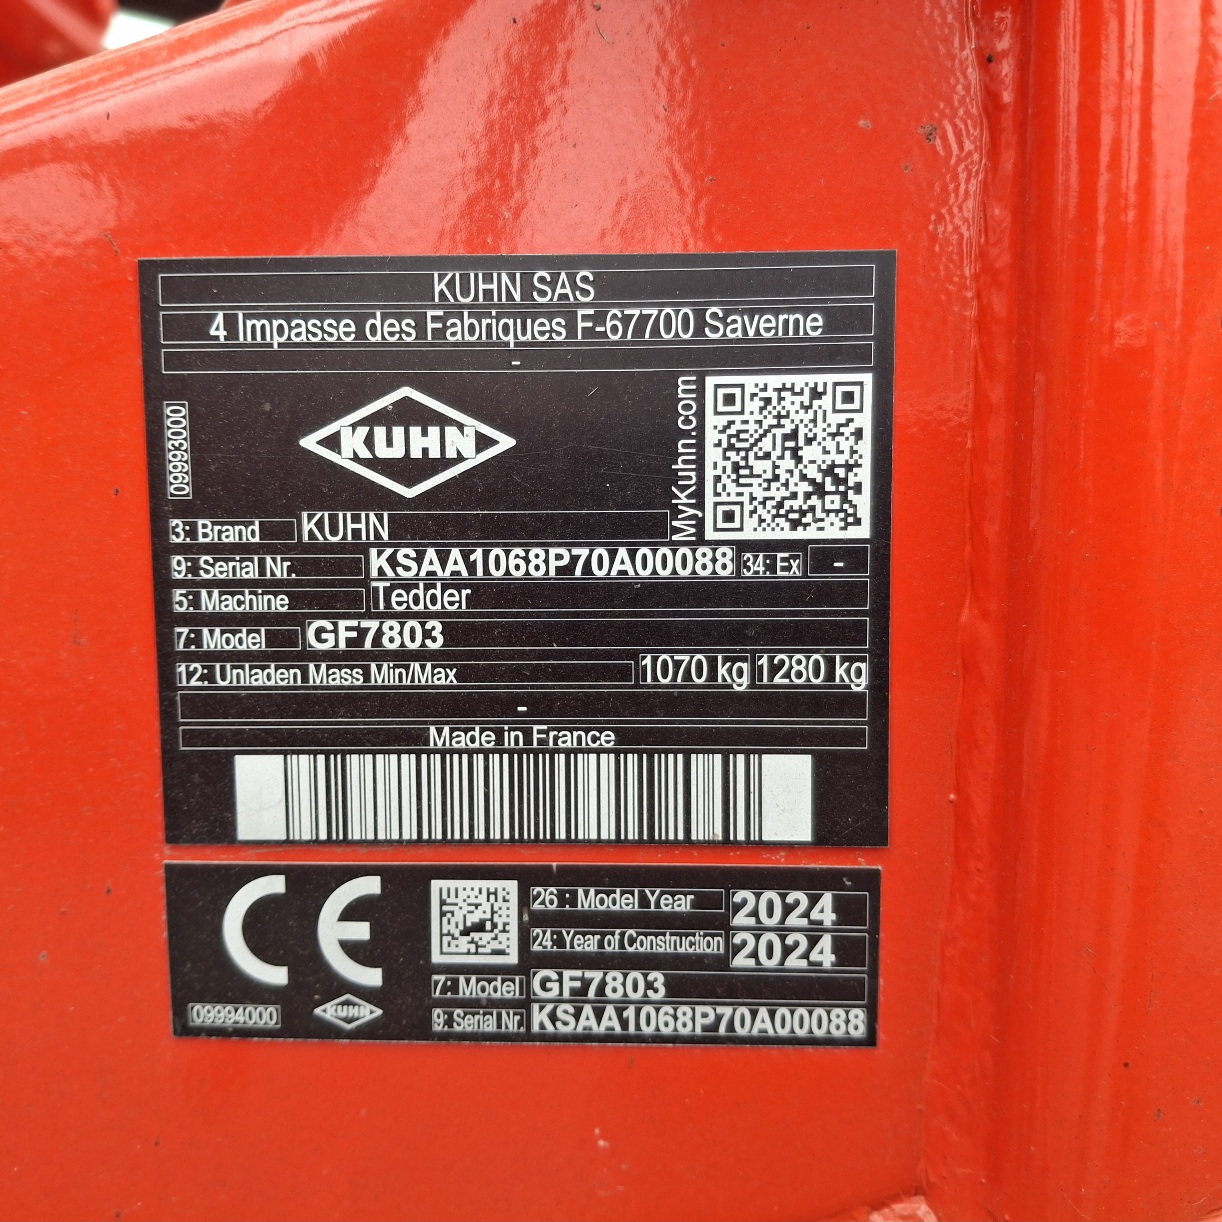 KUHN SAS
4 Impasse des Fabriques F-67700 Saverne
-
09993000
KUHN
MyKuhn.com
3: Brand KUHN
9: Serial Nr. KSAA1068P70A00088 34: Ex -
5: Machine Tedder
7: Model GF7803
12: Unladen Mass Min/Max 1070 kg 1280 kg
-
Made in France
CE
26 : Model Year 2024
24: Year of Construction 2024
7: Model GF7803
09994000 KUHN 9: Serial Nr. KSAA1068P70A00088